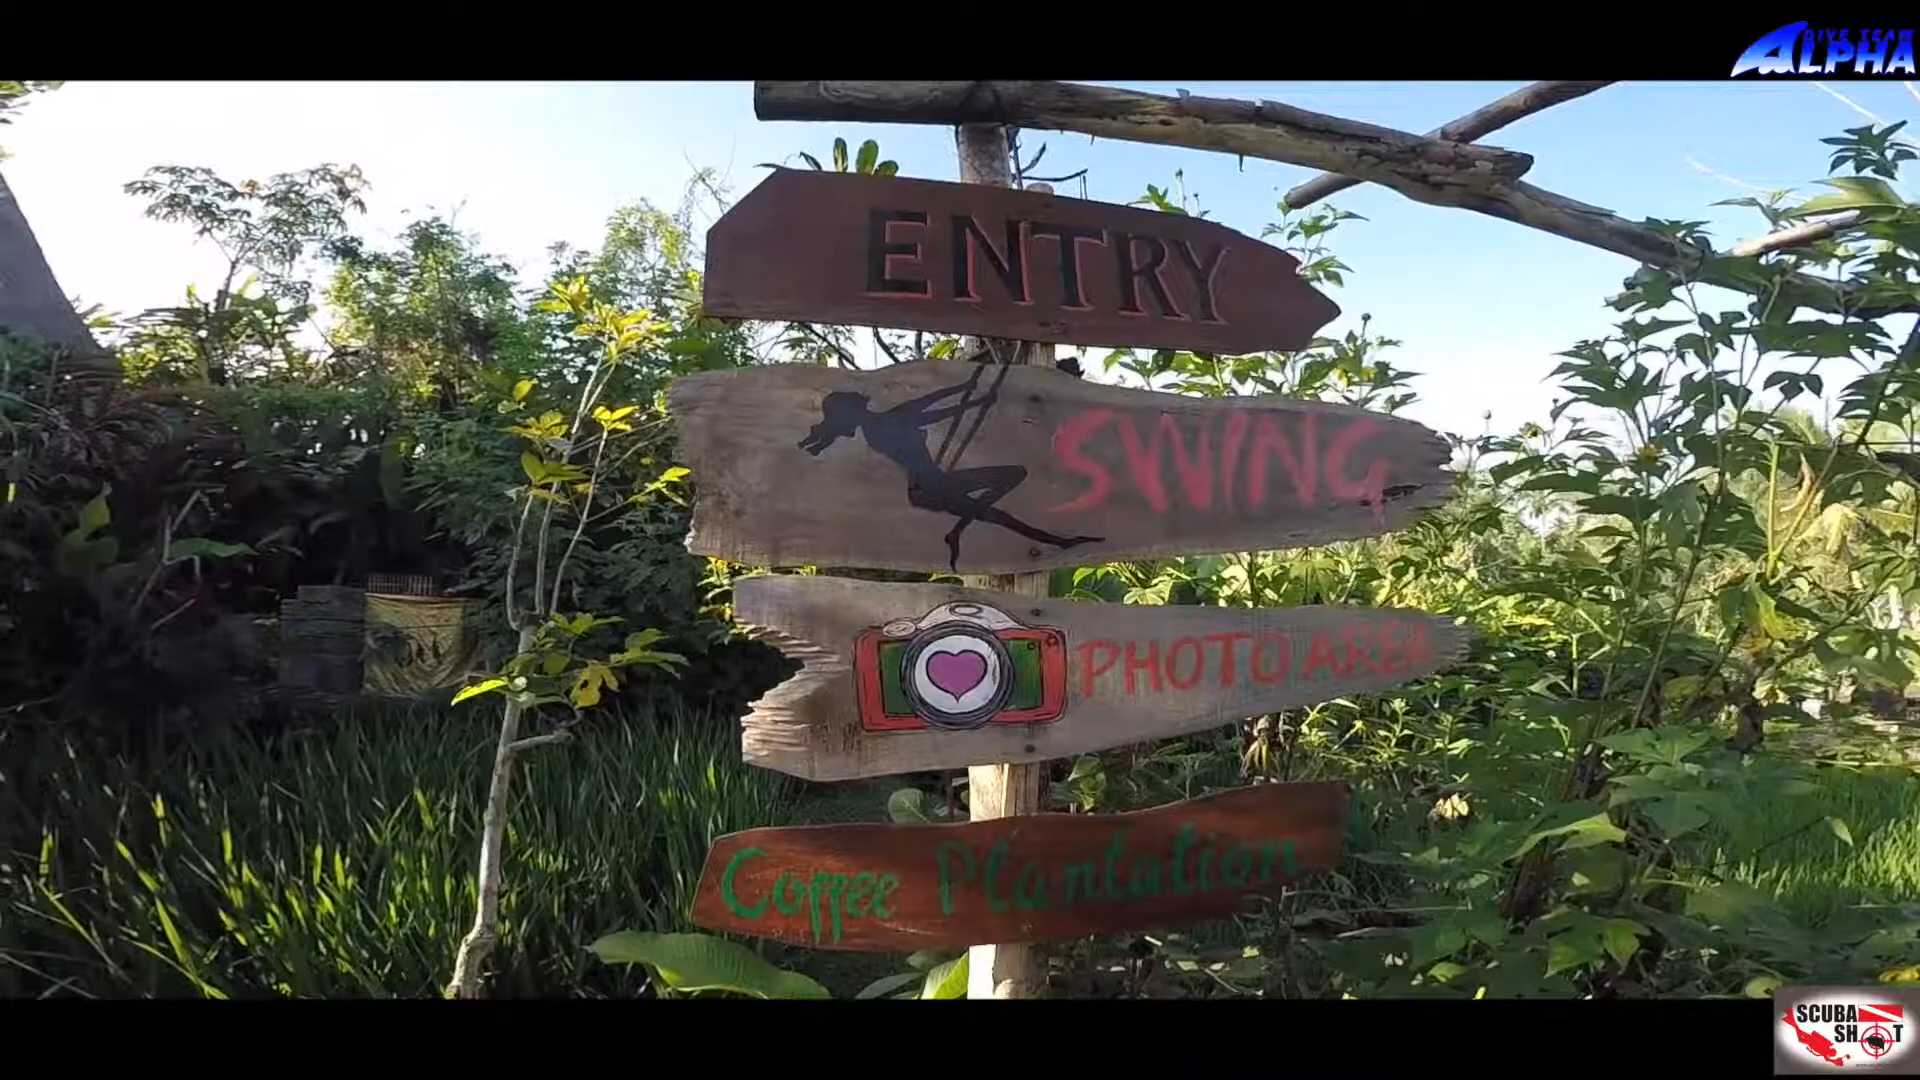 DIVE TEAM
ALPHA
ENTRY
SWING
PHOTO AREA
Coffee Plantation
SCUBA
SHOT